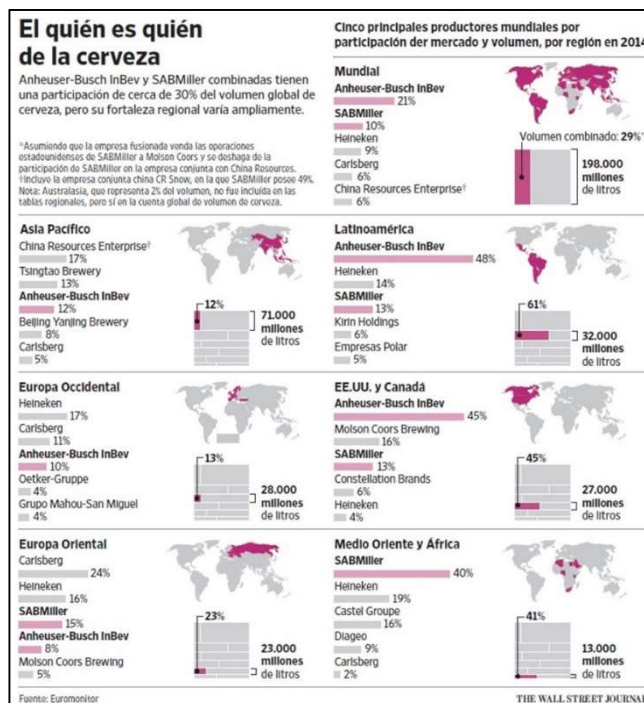 El quién es quién
de la cerveza
Anheuser-Busch InBev y SABMiller combinadas tienen
una participación de cerca de 30% del volumen global de
cerveza, pero su fortaleza regional varía ampliamente.
*Asumiendo que la empresa fusionada venda las operaciones
estadounidenses de SABMiller a Molson Coors y se deshaga de la
participación de SABMiller en la empresa conjunta con China Resources.
†Incluye la empresa conjunta china CR Snow, en la que SABMiller posee 49%.
Nota: Australasia, que representa 2% del volumen, no fue incluida en las
tablas regionales, pero sí en la cuenta global de volumen de cerveza.
Cinco principales productores mundiales por
participación der mercado y volumen, por región en 2014
Mundial
Anheuser-Busch InBev
21%
SABMiller
10%
Heineken
9%
Carlsberg
6%
China Resources Enterprise†
6%
Volumen combinado: 29%*
198.000
millones
de litros
Asia Pacífico
China Resources Enterprise†
17%
Tsingtao Brewery
13%
Anheuser-Busch InBev
12%
Beijing Yanjing Brewery
8%
Carlsberg
5%
12%
71.000
millones
de litros
Latinoamérica
Anheuser-Busch InBev
48%
Heineken
14%
SABMiller
13%
Kirin Holdings
6%
Empresas Polar
5%
61%
32.000
millones
de litros
Europa Occidental
Heineken
17%
Carlsberg
11%
Anheuser-Busch InBev
10%
Oetker-Gruppe
4%
Grupo Mahou-San Miguel
4%
13%
28.000
millones
de litros
EE.UU. y Canadá
Anheuser-Busch InBev
45%
Molson Coors Brewing
16%
SABMiller
13%
Constellation Brands
6%
Heineken
4%
45%
27.000
millones
de litros
Europa Oriental
Carlsberg
24%
Heineken
16%
SABMiller
15%
Anheuser-Busch InBev
8%
Molson Coors Brewing
5%
23%
23.000
millones
de litros
Medio Oriente y África
SABMiller
40%
Heineken
19%
Castel Groupe
16%
Diageo
9%
Carlsberg
2%
41%
13.000
millones
de litros
Fuente: Euromonitor
THE WALL STREET JOURNAL